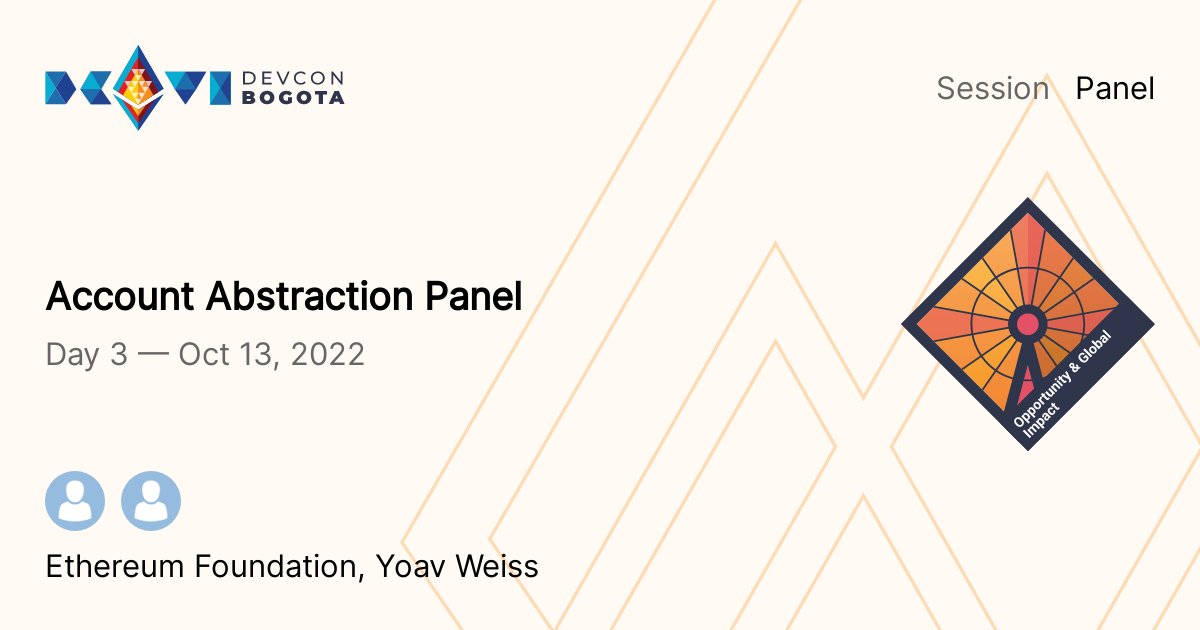 DEVCON
BOGOTA
Session Panel
Account Abstraction Panel
Day 3 — Oct 13, 2022
Opportunity & Global
Impact
Ethereum Foundation, Yoav Weiss